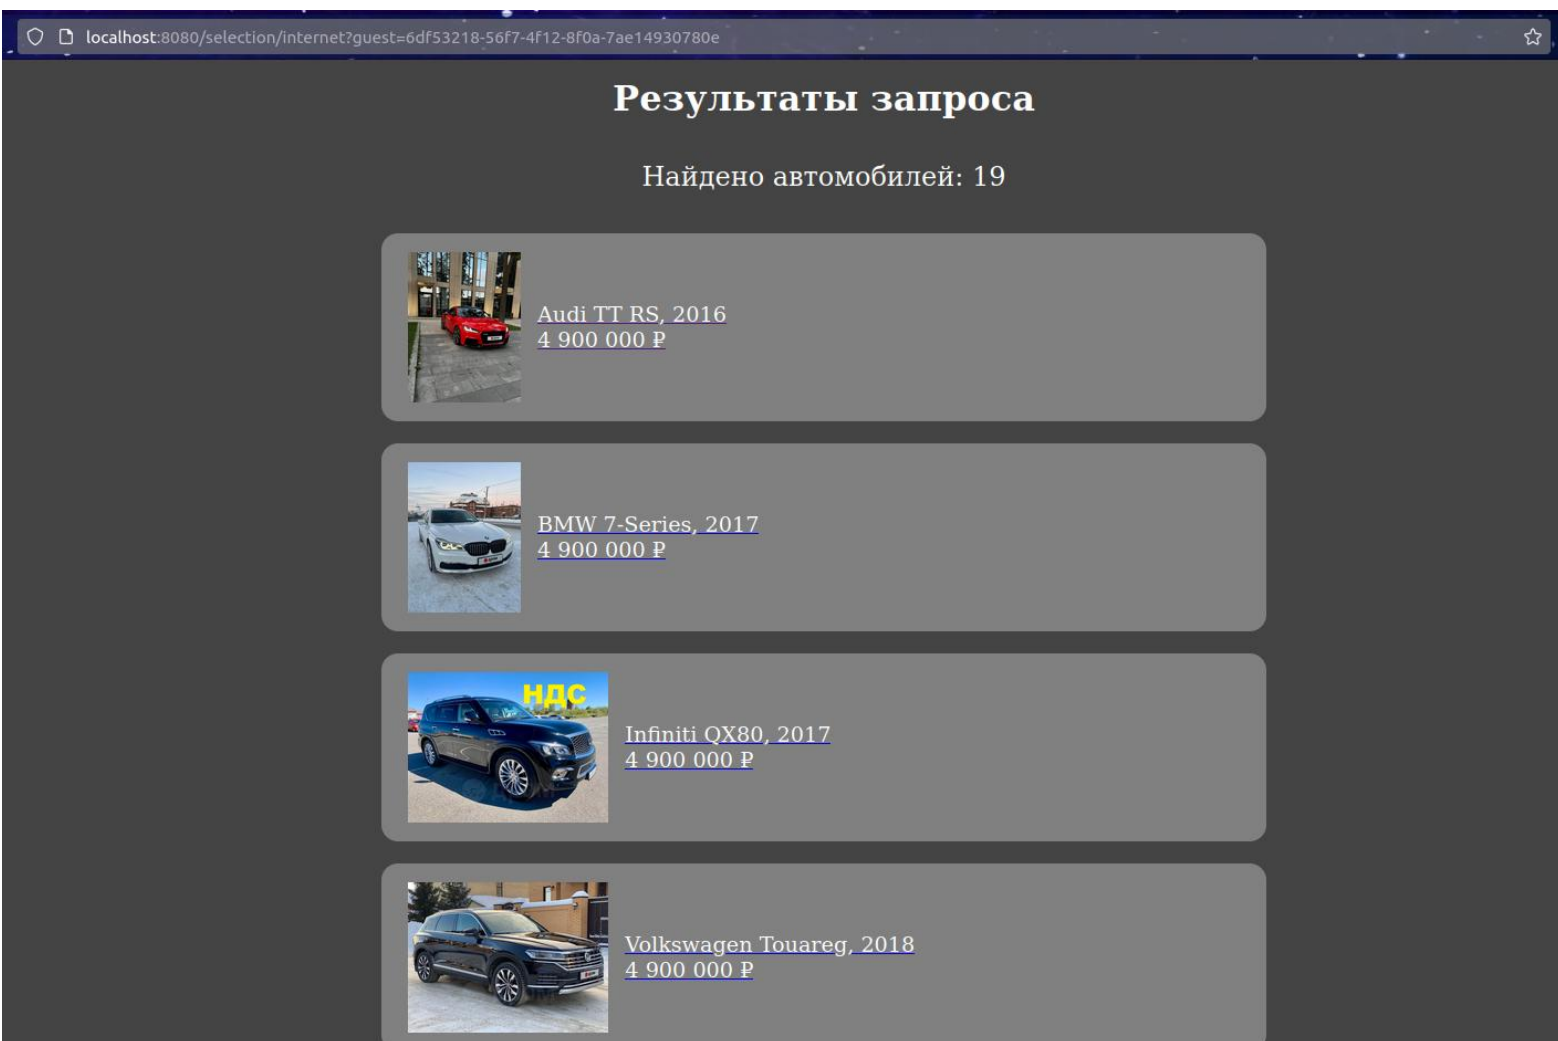 localhost:8080/selection/internet?guest=6df53218-56f7-4f12-8f0a-7ae14930780e
Результаты запроса
Найдено автомобилей: 19
Audi TT RS, 2016
4 900 000 ₽
BMW 7-Series, 2017
4 900 000 ₽
НДС
Infiniti QX80, 2017
4 900 000 ₽
Volkswagen Touareg, 2018
4 900 000 ₽